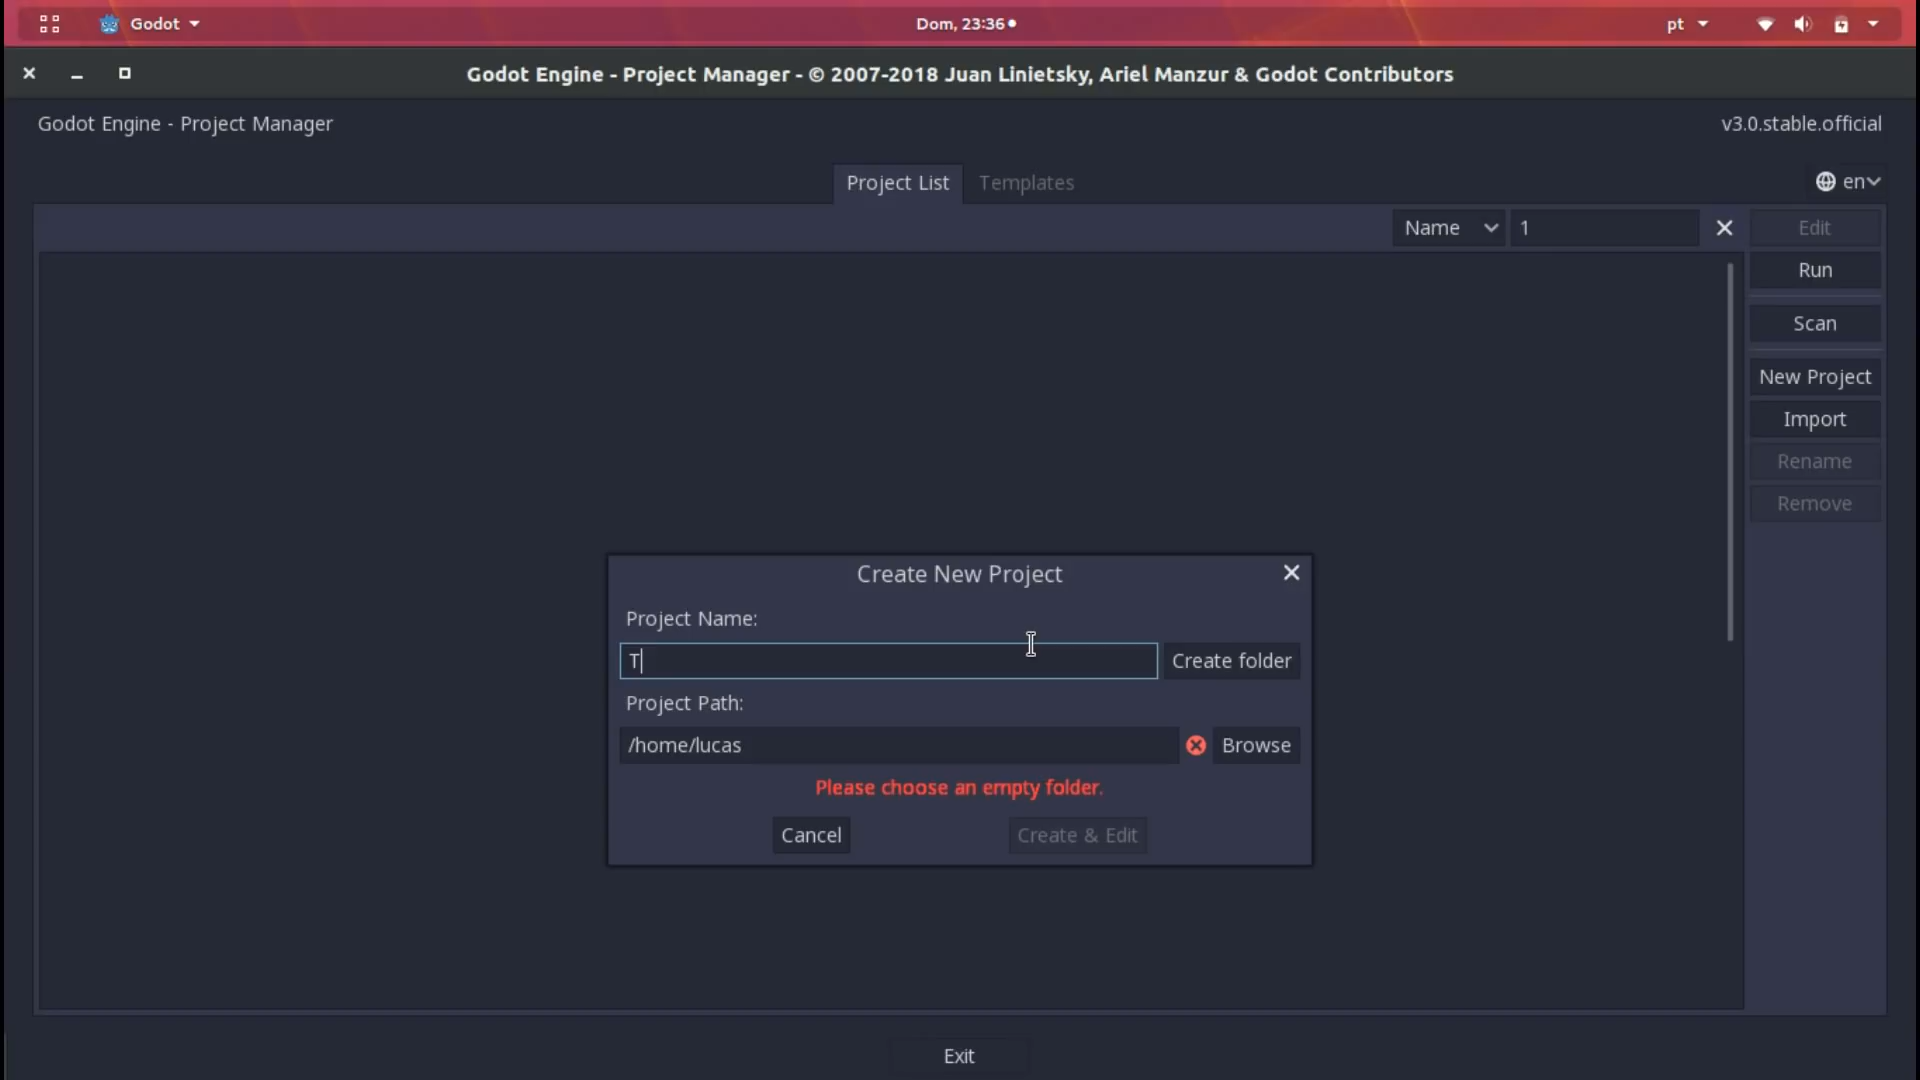 Godot
Dom, 23:36
pt
Godot Engine - Project Manager - © 2007-2018 Juan Linietsky, Ariel Manzur & Godot Contributors
Godot Engine - Project Manager
v3.0.stable.official
Project List
Templates
en
Name
1
Edit
Run
Scan
New Project
Import
Rename
Remove
Create New Project
Project Name:
T
Create folder
Project Path:
/home/lucas
Browse
Please choose an empty folder.
Cancel
Create & Edit
Exit